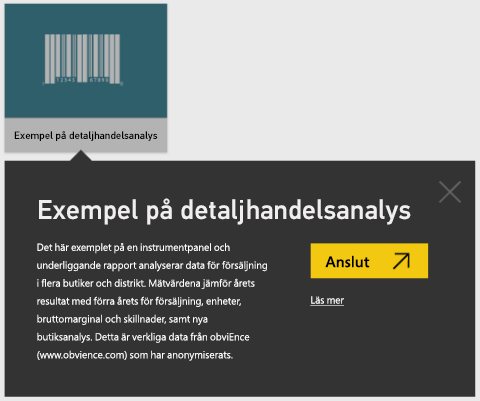 12345 67890
Exempel på detaljhandelsanalys
Exempel på detaljhandelsanalys
Det här exemplet på en instrumentpanel och
underliggande rapport analyserar data för försäljning
i flera butiker och distrikt. Mätvärdena jämför årets
resultat med förra årets för försäljning, enheter,
bruttomarginal och skillnader, samt nya
butiksanalys. Detta är verkliga data från obviEnce
(www.obvience.com) som har anonymiserats.
Anslut
Läs mer